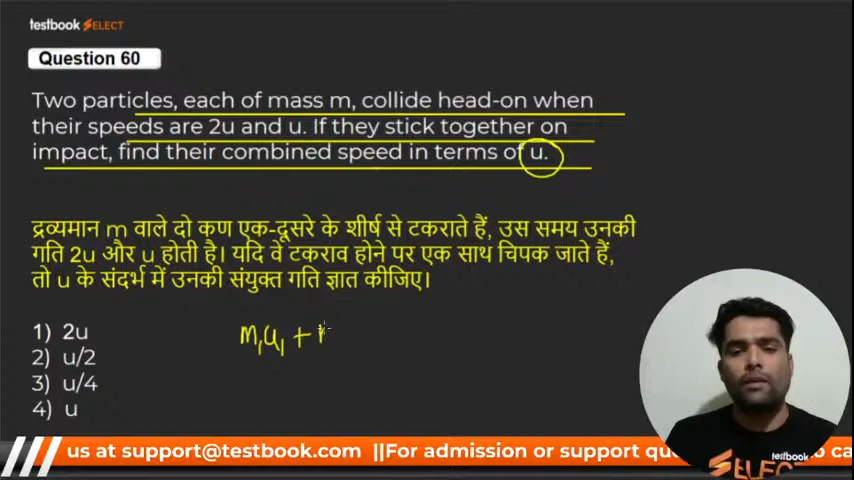 testbook SELECT
Question 60
Two particles, each of mass m, collide head-on when
their speeds are 2u and u. If they stick together on
impact, find their combined speed in terms of u.
द्रव्यमान m वाले दो कण एक-दूसरे के शीर्ष से टकराते हैं, उस समय उनकी
गति 2u और u होती है। यदि वे टकराव होने पर एक साथ चिपक जाते हैं,
तो u के संदर्भ में उनकी संयुक्त गति ज्ञात कीजिए।
1) 2u
2) u/2
3) u/4
4) u
m₁u₁ +
testbook
SELECT
us at support@testbook.com ||For admission or support